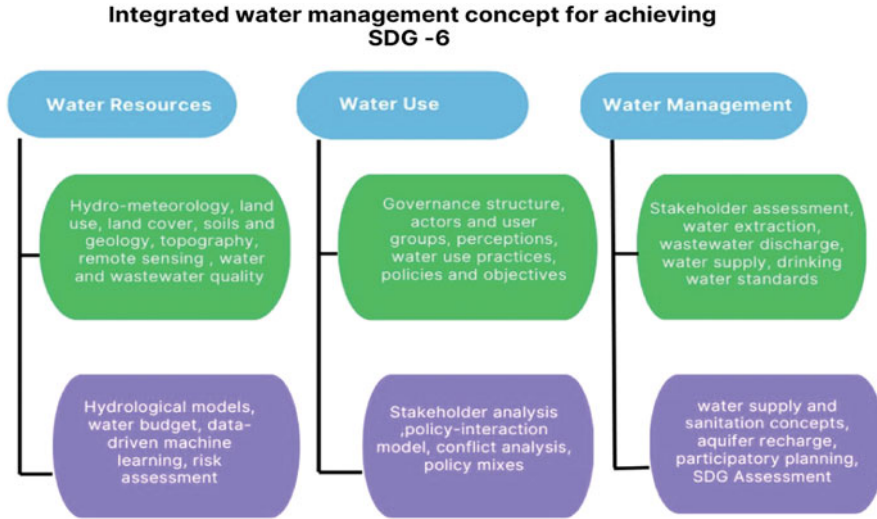 Integrated water management concept for achieving
SDG -6
Water Resources
Water Use
Water Management
Hydro-meteorology, land
use, land cover, soils and
geology, topography,
remote sensing , water
and wastewater quality
Governance structure,
actors and user
groups, perceptions,
water use practices,
policies and objectives
Stakeholder assessment,
water extraction,
wastewater discharge,
water supply, drinking
water standards
Hydrological models,
water budget, data-
driven machine
learning, risk
assessment
Stakeholder analysis
,policy-interaction
model, conflict analysis,
policy mixes
water supply and
sanitation concepts,
aquifer recharge,
participatory planning,
SDG Assessment